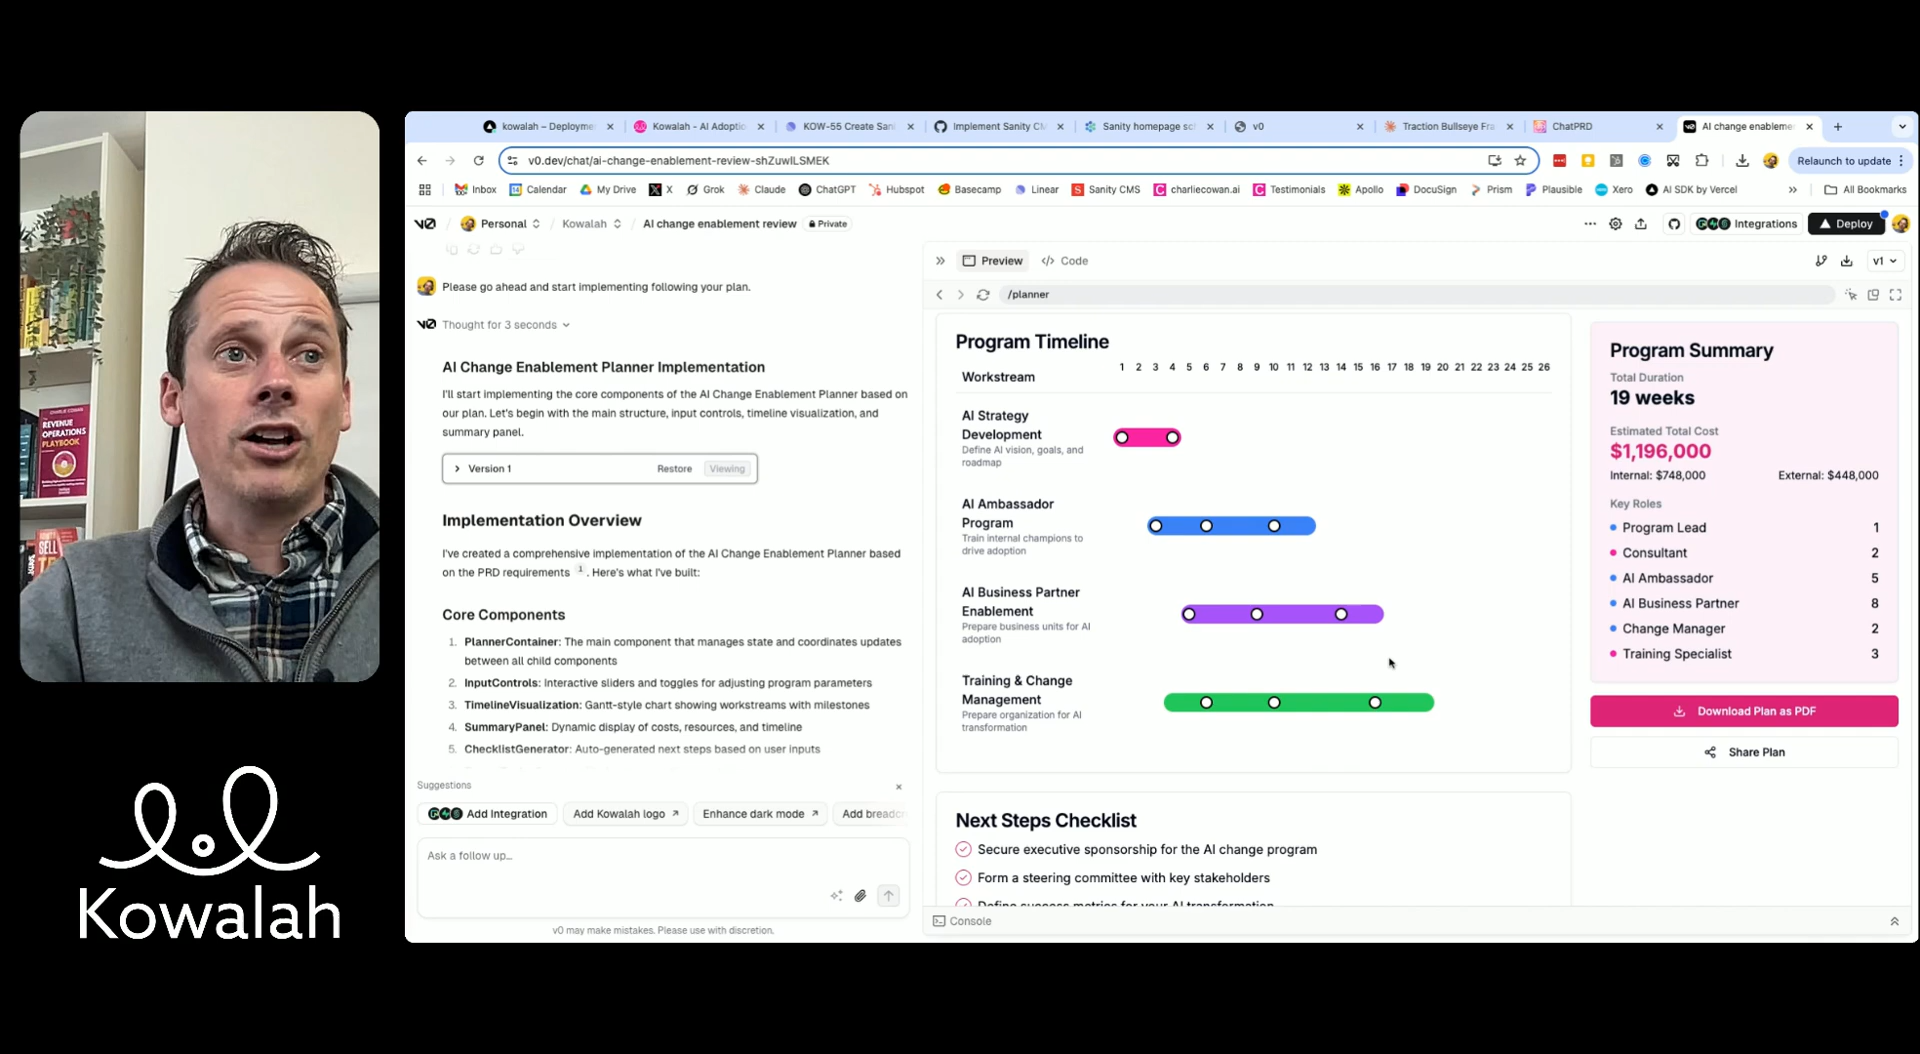 kowalah – Deployme
Kowalah - AI Adoptio
KOW-55 Create San
Implement Sanity C
Sanity homepage sc
v0
Traction Bullseye Fra
ChatPRD
AI change enableme
v0.dev/chat/ai-change-enablement-review-shZuwlLSMEK
Relaunch to update
Inbox
Calendar
My Drive
X
Grok
Claude
ChatGPT
Hubspot
Basecamp
Linear
Sanity CMS
charliecowan.ai
Testimonials
Apollo
DocuSign
Prism
Plausible
Xero
AI SDK by Vercel
All Bookmarks
v0 / Personal / Kowalah / AI change enablement review Private
Integrations
Deploy
Please go ahead and start implementing following your plan.
v0 Thought for 3 seconds
AI Change Enablement Planner Implementation
I'll start implementing the core components of the AI Change Enablement Planner based on
our plan. Let's begin with the main structure, input controls, timeline visualization, and
summary panel.
Version 1 Restore Viewing
Implementation Overview
I've created a comprehensive implementation of the AI Change Enablement Planner based
on the PRD requirements 1 . Here's what I've built:
Core Components
1. PlannerContainer: The main component that manages state and coordinates updates
between all child components
2. InputControls: Interactive sliders and toggles for adjusting program parameters
3. TimelineVisualization: Gantt-style chart showing workstreams with milestones
4. SummaryPanel: Dynamic display of costs, resources, and timeline
5. ChecklistGenerator: Auto-generated next steps based on user inputs
Suggestions
Add Integration
Add Kowalah logo
Enhance dark mode
Add breadc
Ask a follow up...
v0 may make mistakes. Please use with discretion.
Preview
Code
v1
/planner
Program Timeline
1 2 3 4 5 6 7 8 9 10 11 12 13 14 15 16 17 18 19 20 21 22 23 24 25 26
Workstream
AI Strategy
Development
Define AI vision, goals, and
roadmap
AI Ambassador
Program
Train internal champions to
drive adoption
AI Business Partner
Enablement
Prepare business units for AI
adoption
Training & Change
Management
Prepare organization for AI
transformation
Next Steps Checklist
Secure executive sponsorship for the AI change program
Form a steering committee with key stakeholders
Define success metrics for your AI transformation
Console
Program Summary
Total Duration
19 weeks
Estimated Total Cost
$1,196,000
Internal: $748,000 External: $448,000
Key Roles
Program Lead 1
Consultant 2
AI Ambassador 5
AI Business Partner 8
Change Manager 2
Training Specialist 3
Download Plan as PDF
Share Plan
REVENUE
OPERATIONS
PLAYBOOK
SELL
Kowalah